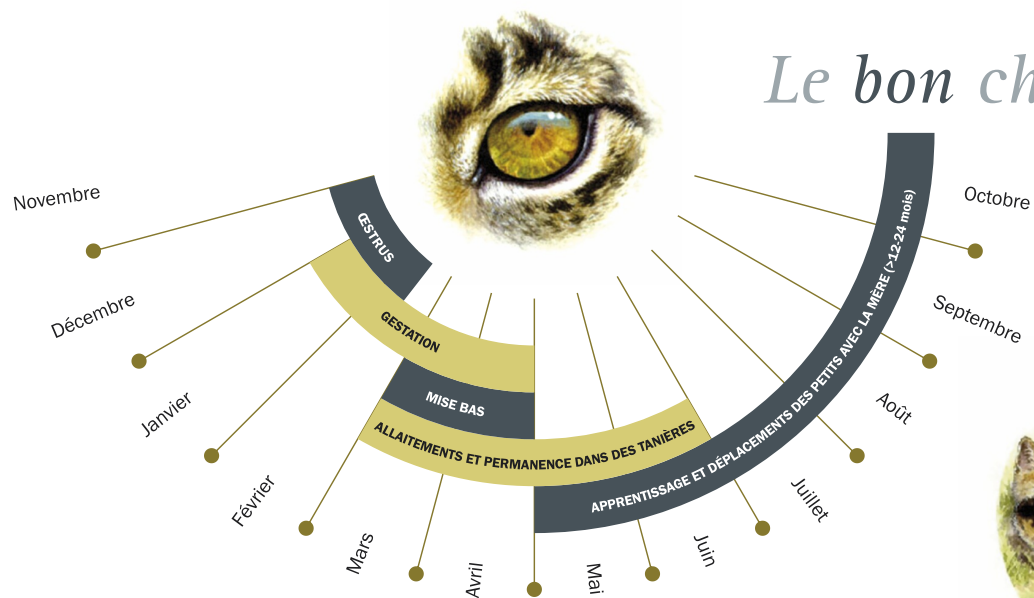 Le bon ch
Novembre
Décembre
Janvier
Février
Mars
Avril
Mai
Juin
Juillet
Août
Septembre
Octobre
ŒSTRUS
GESTATION
MISE BAS
ALLAITEMENTS ET PERMANENCE DANS DES TANIÈRES
APPRENTISSAGE ET DÉPLACEMENTS DES PETITS AVEC LA MÈRE (>12-24 mois)